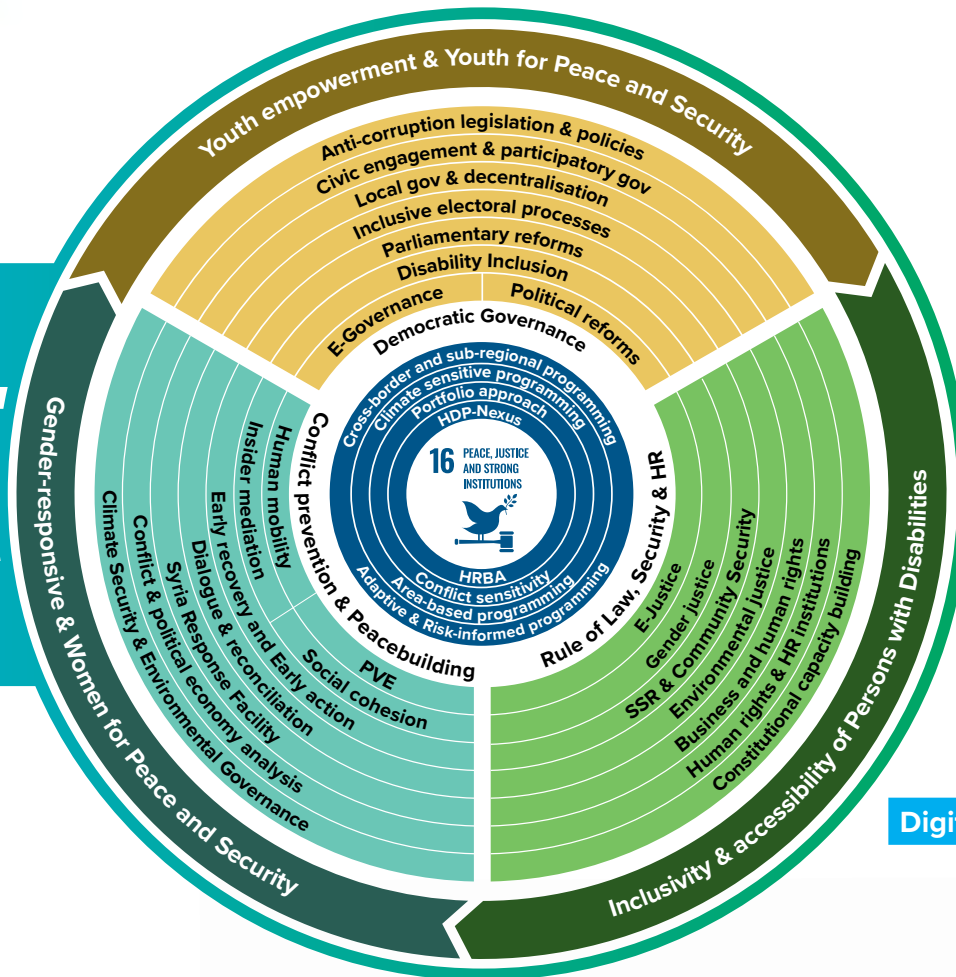 Youth empowerment & Youth for Peace and Security
Anti-corruption legislation & policies
Civic engagement & participatory gov
Local gov & decentralisation
Inclusive electoral processes
Parliamentary reforms
Disability Inclusion
E-Governance
Political reforms
Democratic Governance
Cross-border and sub-regional programming
Climate sensitive programming
Portfolio approach
HDP-Nexus
16 PEACE, JUSTICE
AND STRONG
INSTITUTIONS
HRBA
Conflict sensitivity
Area-based programming
Adaptive & Risk-informed programming
Conflict prevention & Peacebuilding
Human mobility
Insider mediation
PVE
Social cohesion
Early recovery and Early action
Dialogue & reconciliation
Syria Response Facility
Conflict & political economy analysis
Climate Security & Environmental Governance
Gender-responsive & Women for Peace and Security
Rule of Law, Security & HR
E-Justice
Gender justice
SSR & Community Security
Environmental justice
Business and human rights
Human rights & HR institutions
Constitutional capacity building
Inclusivity & accessibility of Persons with Disabilities
Digit